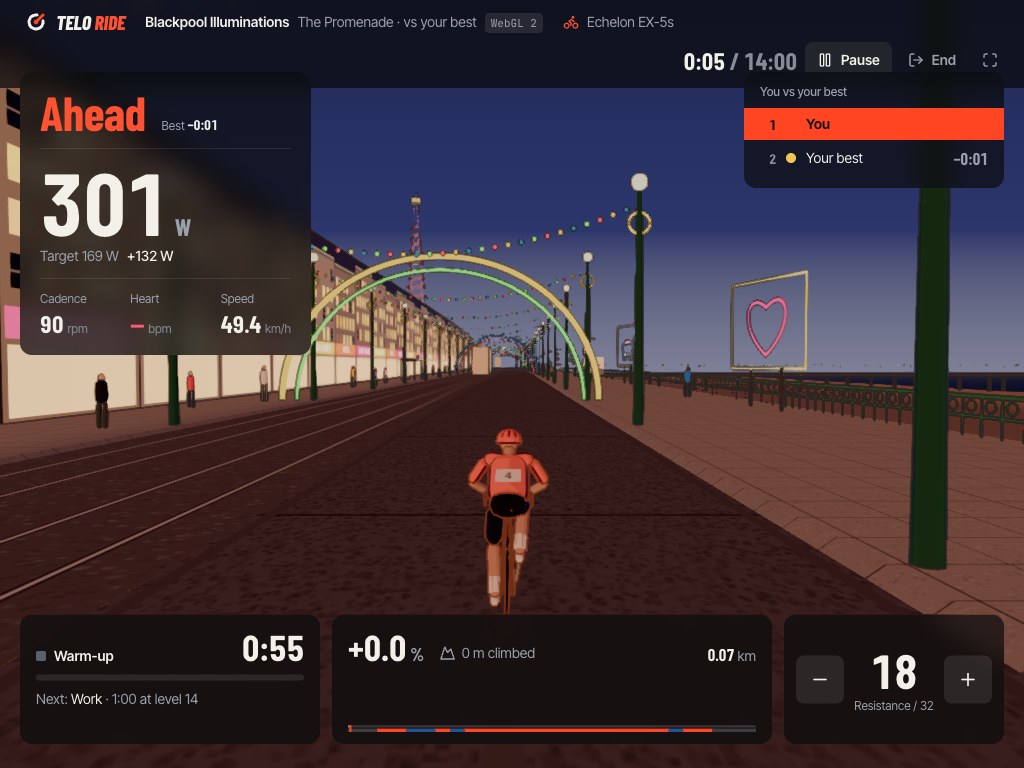 TELO RIDE Blackpool Illuminations The Promenade · vs your best WebGL 2 Echelon EX-5s
0:05 / 14:00 Pause End
Ahead Best −0:01
301 W
Target 169 W +132 W
Cadence Heart Speed
90 rpm – bpm 49.4 km/h
You vs your best
1 You
2 Your best −0:01
4
Warm-up 0:55
Next: Work · 1:00 at level 14
+0.0 % 0 m climbed 0.07 km
− 18 +
Resistance / 32